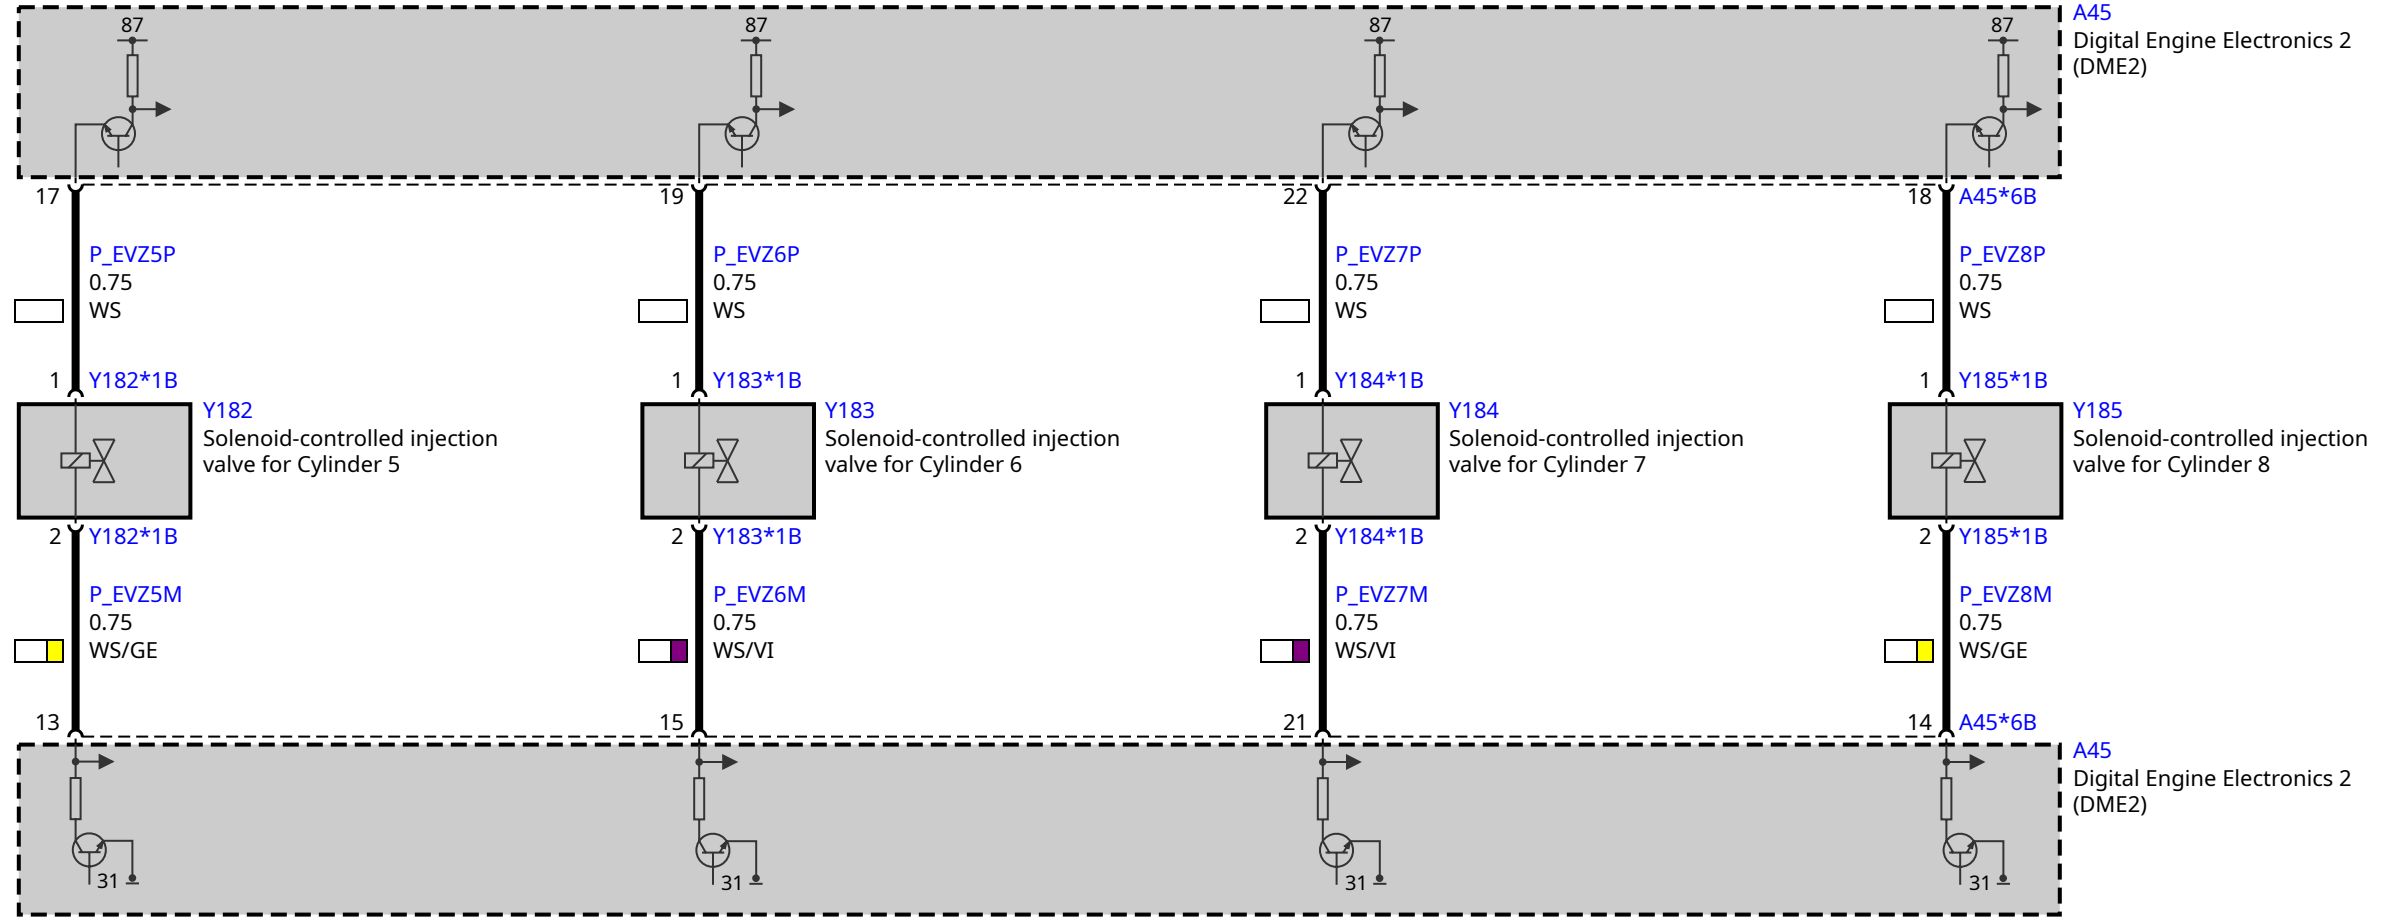 87
87
87
87
A45
Digital Engine Electronics 2
(DME2)
17
19
22
18
A45*6B
P_EVZ5P
0.75
WS
P_EVZ6P
0.75
WS
P_EVZ7P
0.75
WS
P_EVZ8P
0.75
WS
1
Y182*1B
1
Y183*1B
1
Y184*1B
1
Y185*1B
Y182
Solenoid-controlled injection
valve for Cylinder 5
Y183
Solenoid-controlled injection
valve for Cylinder 6
Y184
Solenoid-controlled injection
valve for Cylinder 7
Y185
Solenoid-controlled injection
valve for Cylinder 8
2
Y182*1B
2
Y183*1B
2
Y184*1B
2
Y185*1B
P_EVZ5M
0.75
WS/GE
P_EVZ6M
0.75
WS/VI
P_EVZ7M
0.75
WS/VI
P_EVZ8M
0.75
WS/GE
13
15
21
14
A45*6B
A45
Digital Engine Electronics 2
(DME2)
31
31
31
31